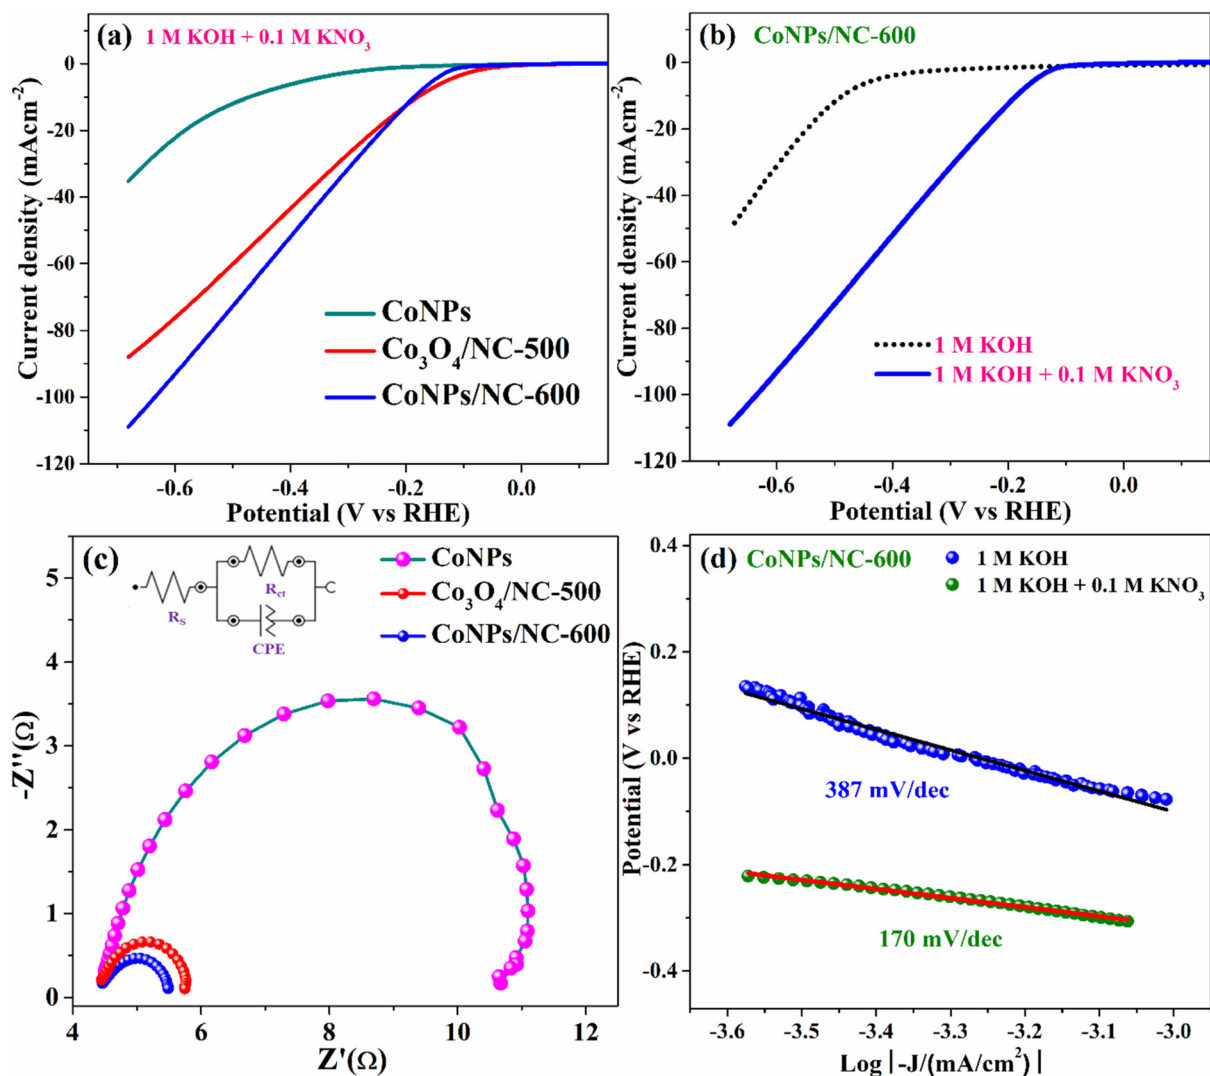 (a) 1 M KOH + 0.1 M KNO₃
0
-20
-40
-60
-80
-100
-120
Current density (mAcm⁻²)
CoNPs
Co₃O₄/NC-500
CoNPs/NC-600
-0.6 -0.4 -0.2 0.0
Potential (V vs RHE)
(b) CoNPs/NC-600
0
-20
-40
-60
-80
-100
-120
Current density (mAcm⁻²)
1 M KOH
1 M KOH + 0.1 M KNO₃
-0.6 -0.4 -0.2 0.0
Potential (V vs RHE)
(c)
Rₛ
R_ct
CPE
CoNPs
Co₃O₄/NC-500
CoNPs/NC-600
5
4
3
2
1
0
-Z''(Ω)
4 6 8 10 12
Z'(Ω)
(d) CoNPs/NC-600
1 M KOH
1 M KOH + 0.1 M KNO₃
0.4
0.2
0.0
-0.2
-0.4
Potential (V vs RHE)
387 mV/dec
170 mV/dec
-3.6 -3.5 -3.4 -3.3 -3.2 -3.1 -3.0
Log |-J/(mA/cm²)|